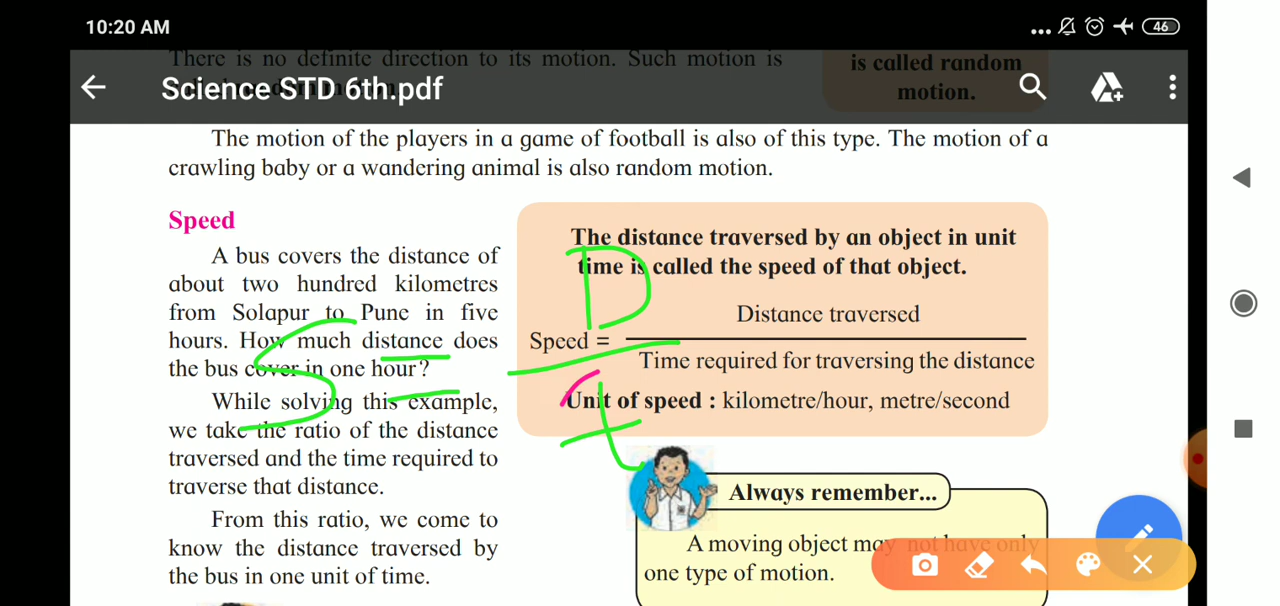 10:20 AM
46
There is no definite direction to its motion. Such motion is
is called random
motion.
Science STD 6th.pdf
The motion of the players in a game of football is also of this type. The motion of a
crawling baby or a wandering animal is also random motion.
Speed
A bus covers the distance of
about two hundred kilometres
from Solapur to Pune in five
hours. How much distance does
the bus cover in one hour?
While solving this example,
we take the ratio of the distance
traversed and the time required to
traverse that distance.
From this ratio, we come to
know the distance traversed by
the bus in one unit of time.
The distance traversed by an object in unit
time is called the speed of that object.
Speed = Distance traversed
Time required for traversing the distance
Unit of speed : kilometre/hour, metre/second
S = D
t
Always remember...
A moving object may not have only
one type of motion.